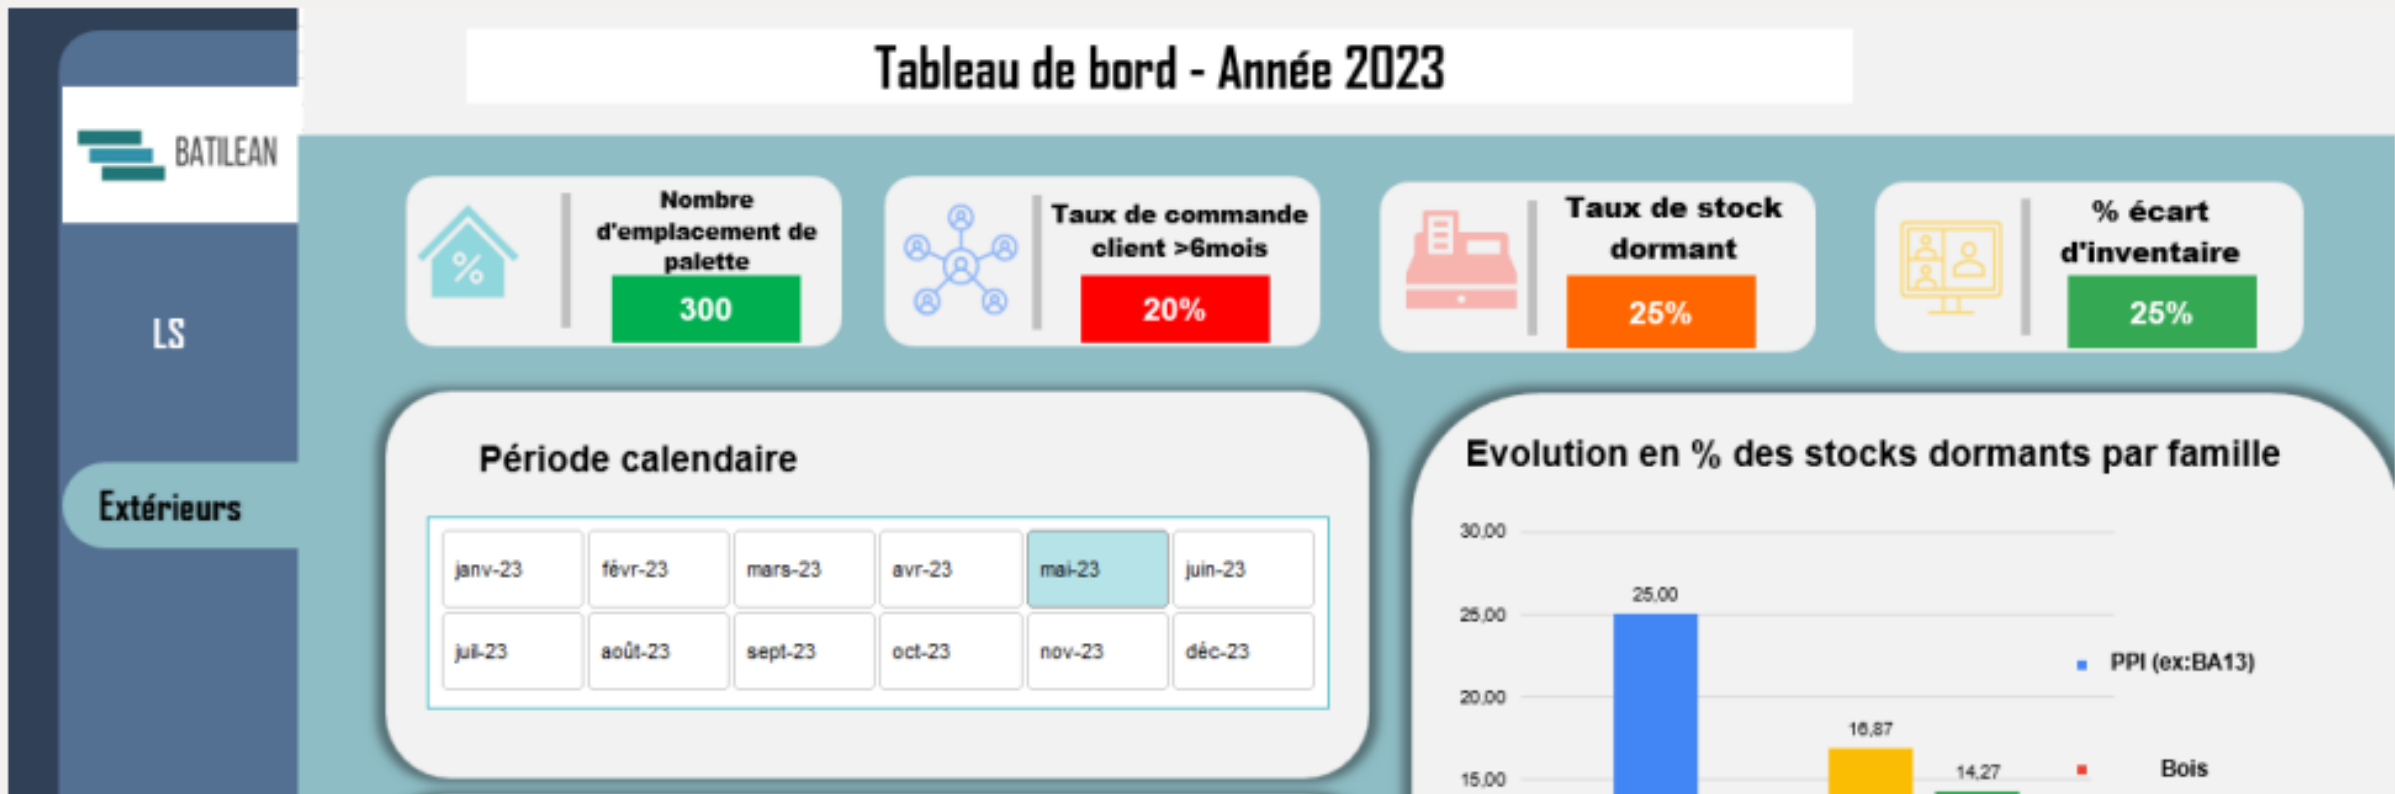 Tableau de bord - Année 2023
BATILEAN
LS
Extérieurs
%
Nombre
d'emplacement de
palette
300
Taux de commande
client >6mois
20%
Taux de stock
dormant
25%
% écart
d'inventaire
25%
Période calendaire
janv-23 févr-23 mars-23 avr-23 mai-23 juin-23
juil-23 août-23 sept-23 oct-23 nov-23 déc-23
Evolution en % des stocks dormants par famille
30,00
25,00
20,00
15,00
25,00
16,87
14,27
PPI (ex:BA13)
Bois